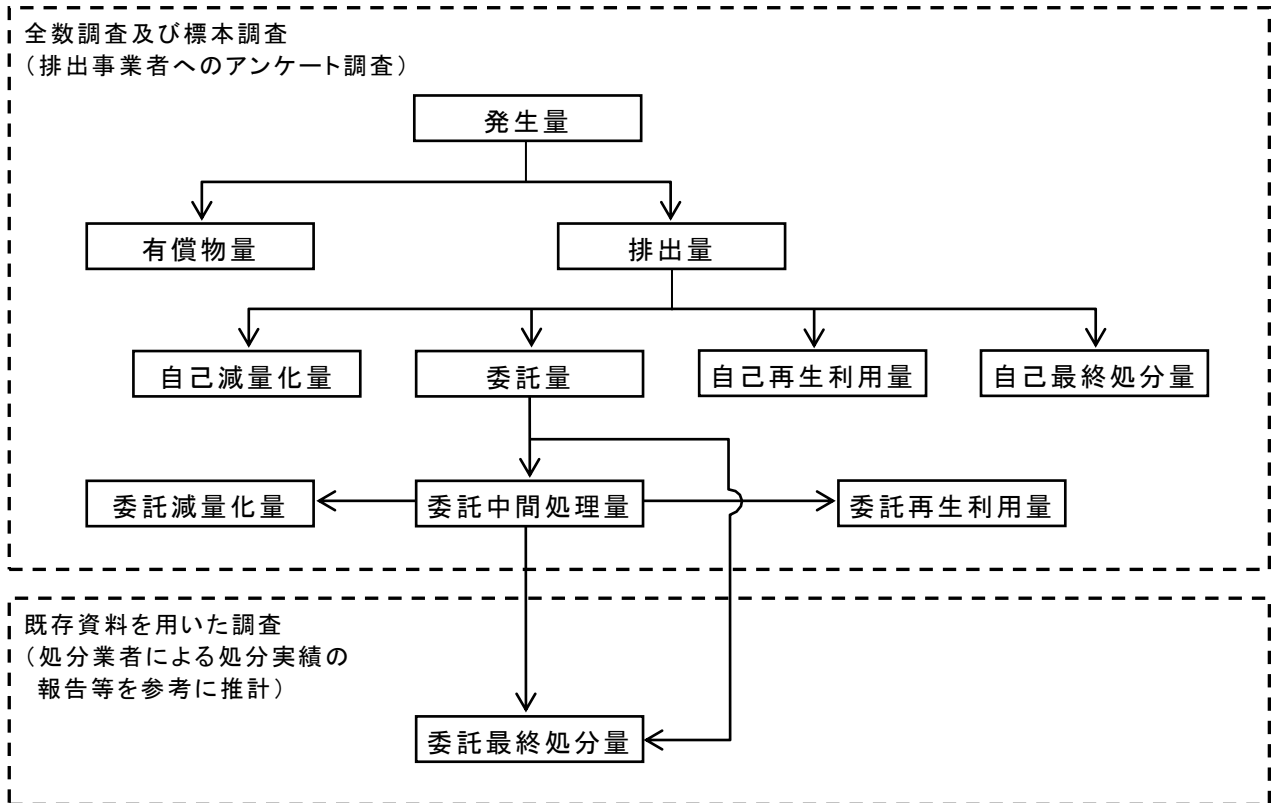 全数調査及び標本調査
（排出事業者へのアンケート調査）
発生量
有償物量
排出量
自己減量化量
委託量
自己再生利用量
自己最終処分量
委託減量化量
委託中間処理量
委託再生利用量
既存資料を用いた調査
（処分業者による処分実績の
報告等を参考に推計）
委託最終処分量